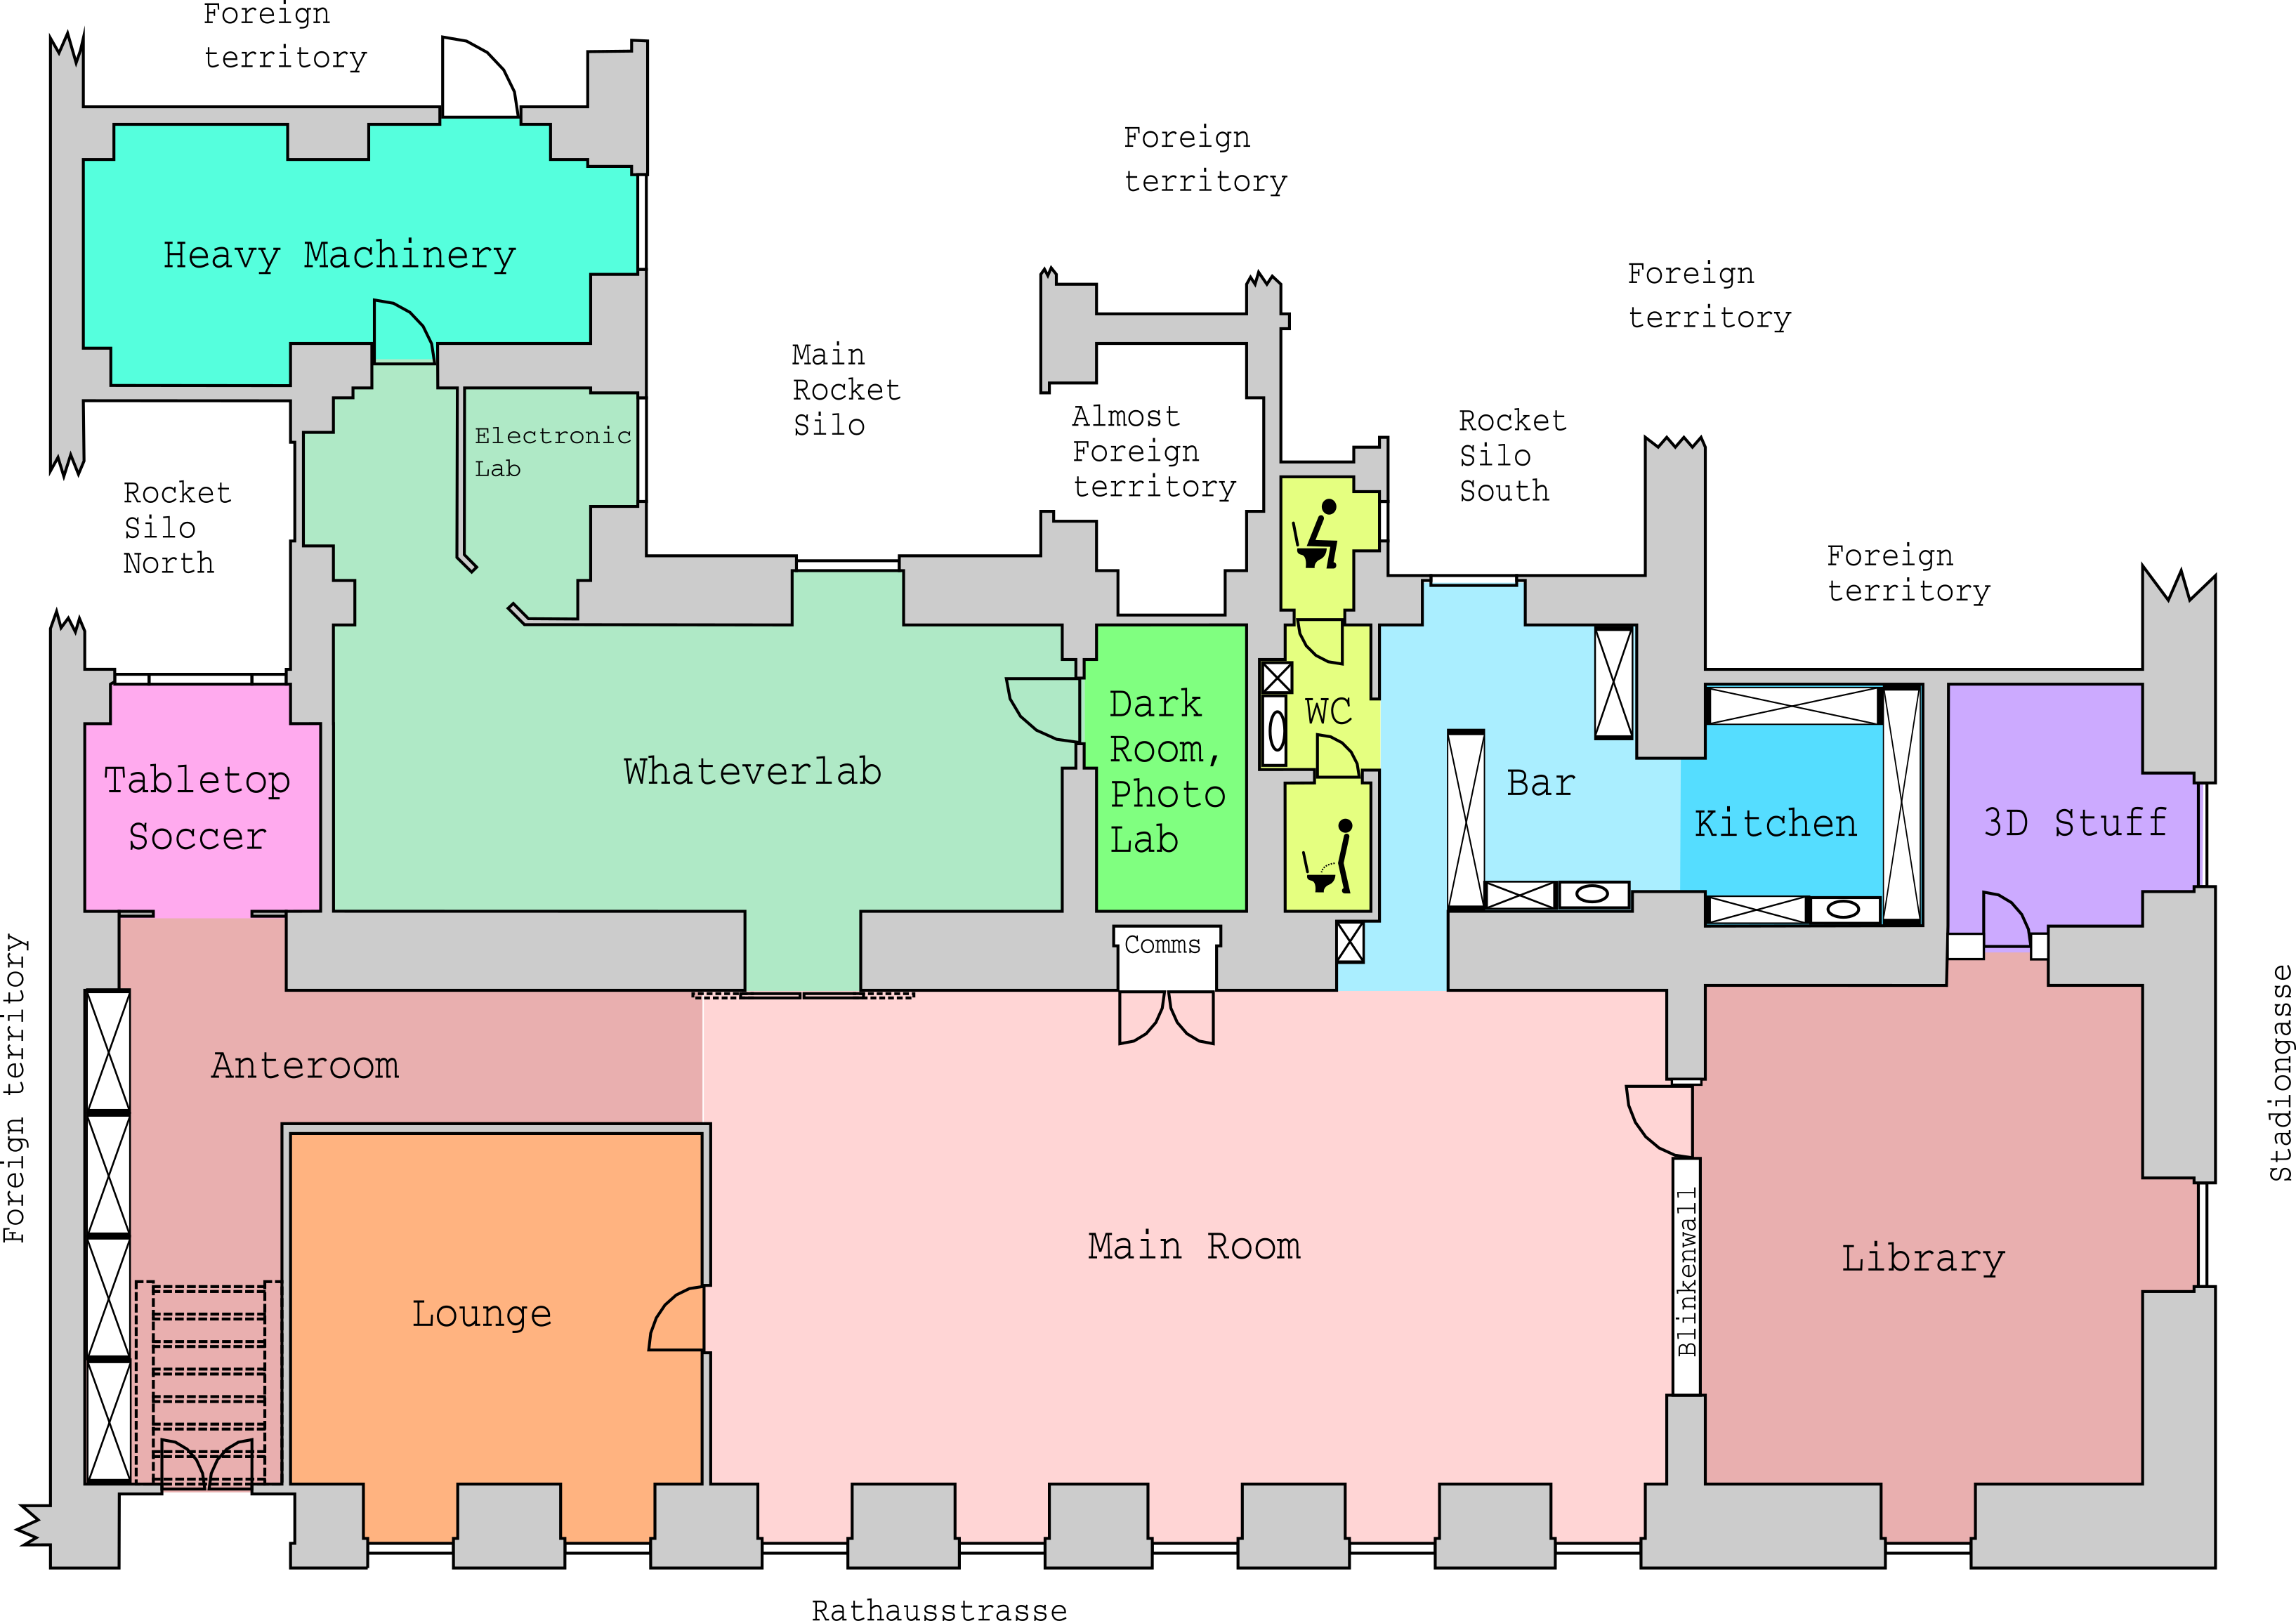 Foreign
territory
Foreign
territory
Heavy Machinery
Foreign
territory
Main
Rocket
Silo
Almost
Foreign
territory
Rocket
Silo
South
Electronic
Lab
Rocket
Silo
North
Foreign
territory
Dark
Room,
Photo
Lab
WC
Whateverlab
Tabletop
Soccer
Bar
Kitchen
3D Stuff
Comms
Foreign territory
Stadiongasse
Anteroom
Main Room
Blinkenwall
Library
Lounge
Rathausstrasse